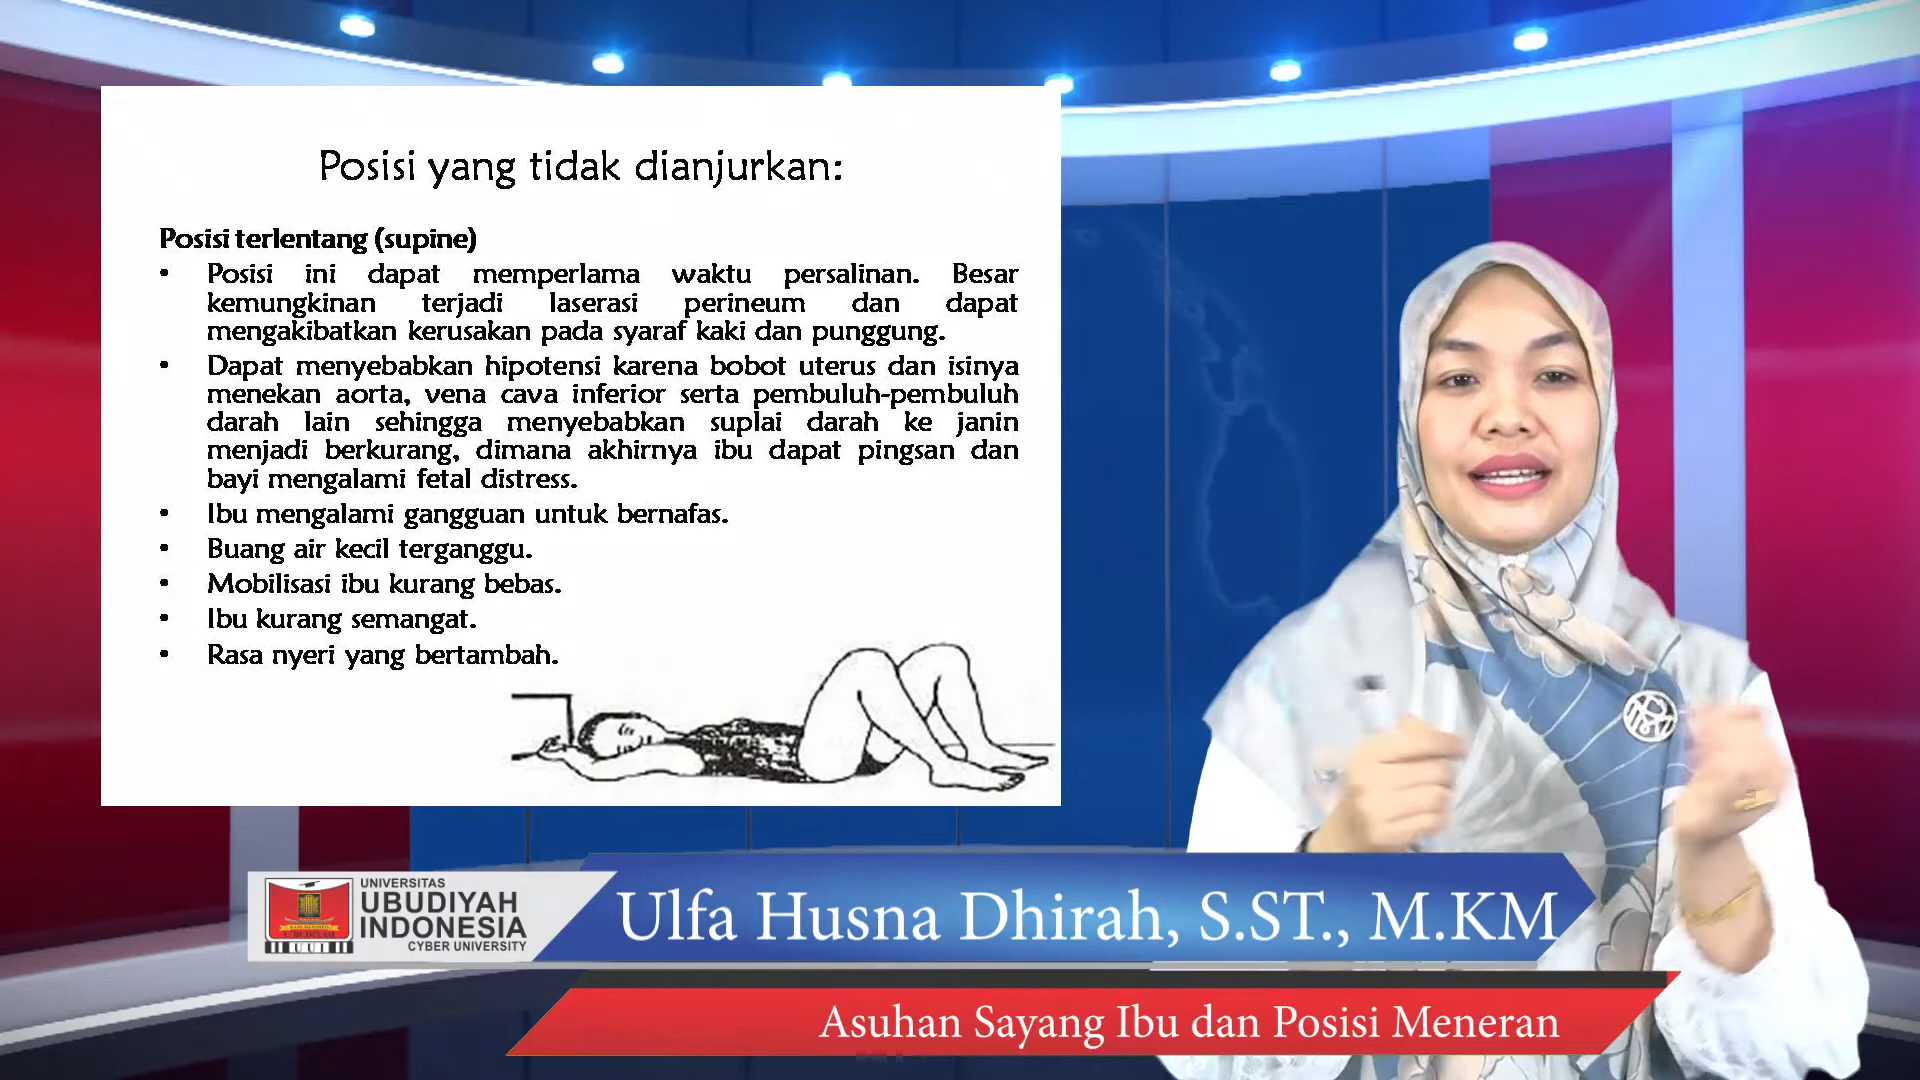 Posisi yang tidak dianjurkan:
Posisi terlentang (supine)
• Posisi ini dapat memperlama waktu persalinan. Besar
kemungkinan terjadi laserasi perineum dan dapat
mengakibatkan kerusakan pada syaraf kaki dan punggung.
• Dapat menyebabkan hipotensi karena bobot uterus dan isinya
menekan aorta, vena cava inferior serta pembuluh-pembuluh
darah lain sehingga menyebabkan suplai darah ke janin
menjadi berkurang, dimana akhirnya ibu dapat pingsan dan
bayi mengalami fetal distress.
• Ibu mengalami gangguan untuk bernafas.
• Buang air kecil terganggu.
• Mobilisasi ibu kurang bebas.
• Ibu kurang semangat.
• Rasa nyeri yang bertambah.
UNIVERSITAS
UBUDIYAH
INDONESIA
CYBER UNIVERSITY
Ulfa Husna Dhirah, S.ST., M.KM
Asuhan Sayang Ibu dan Posisi Meneran